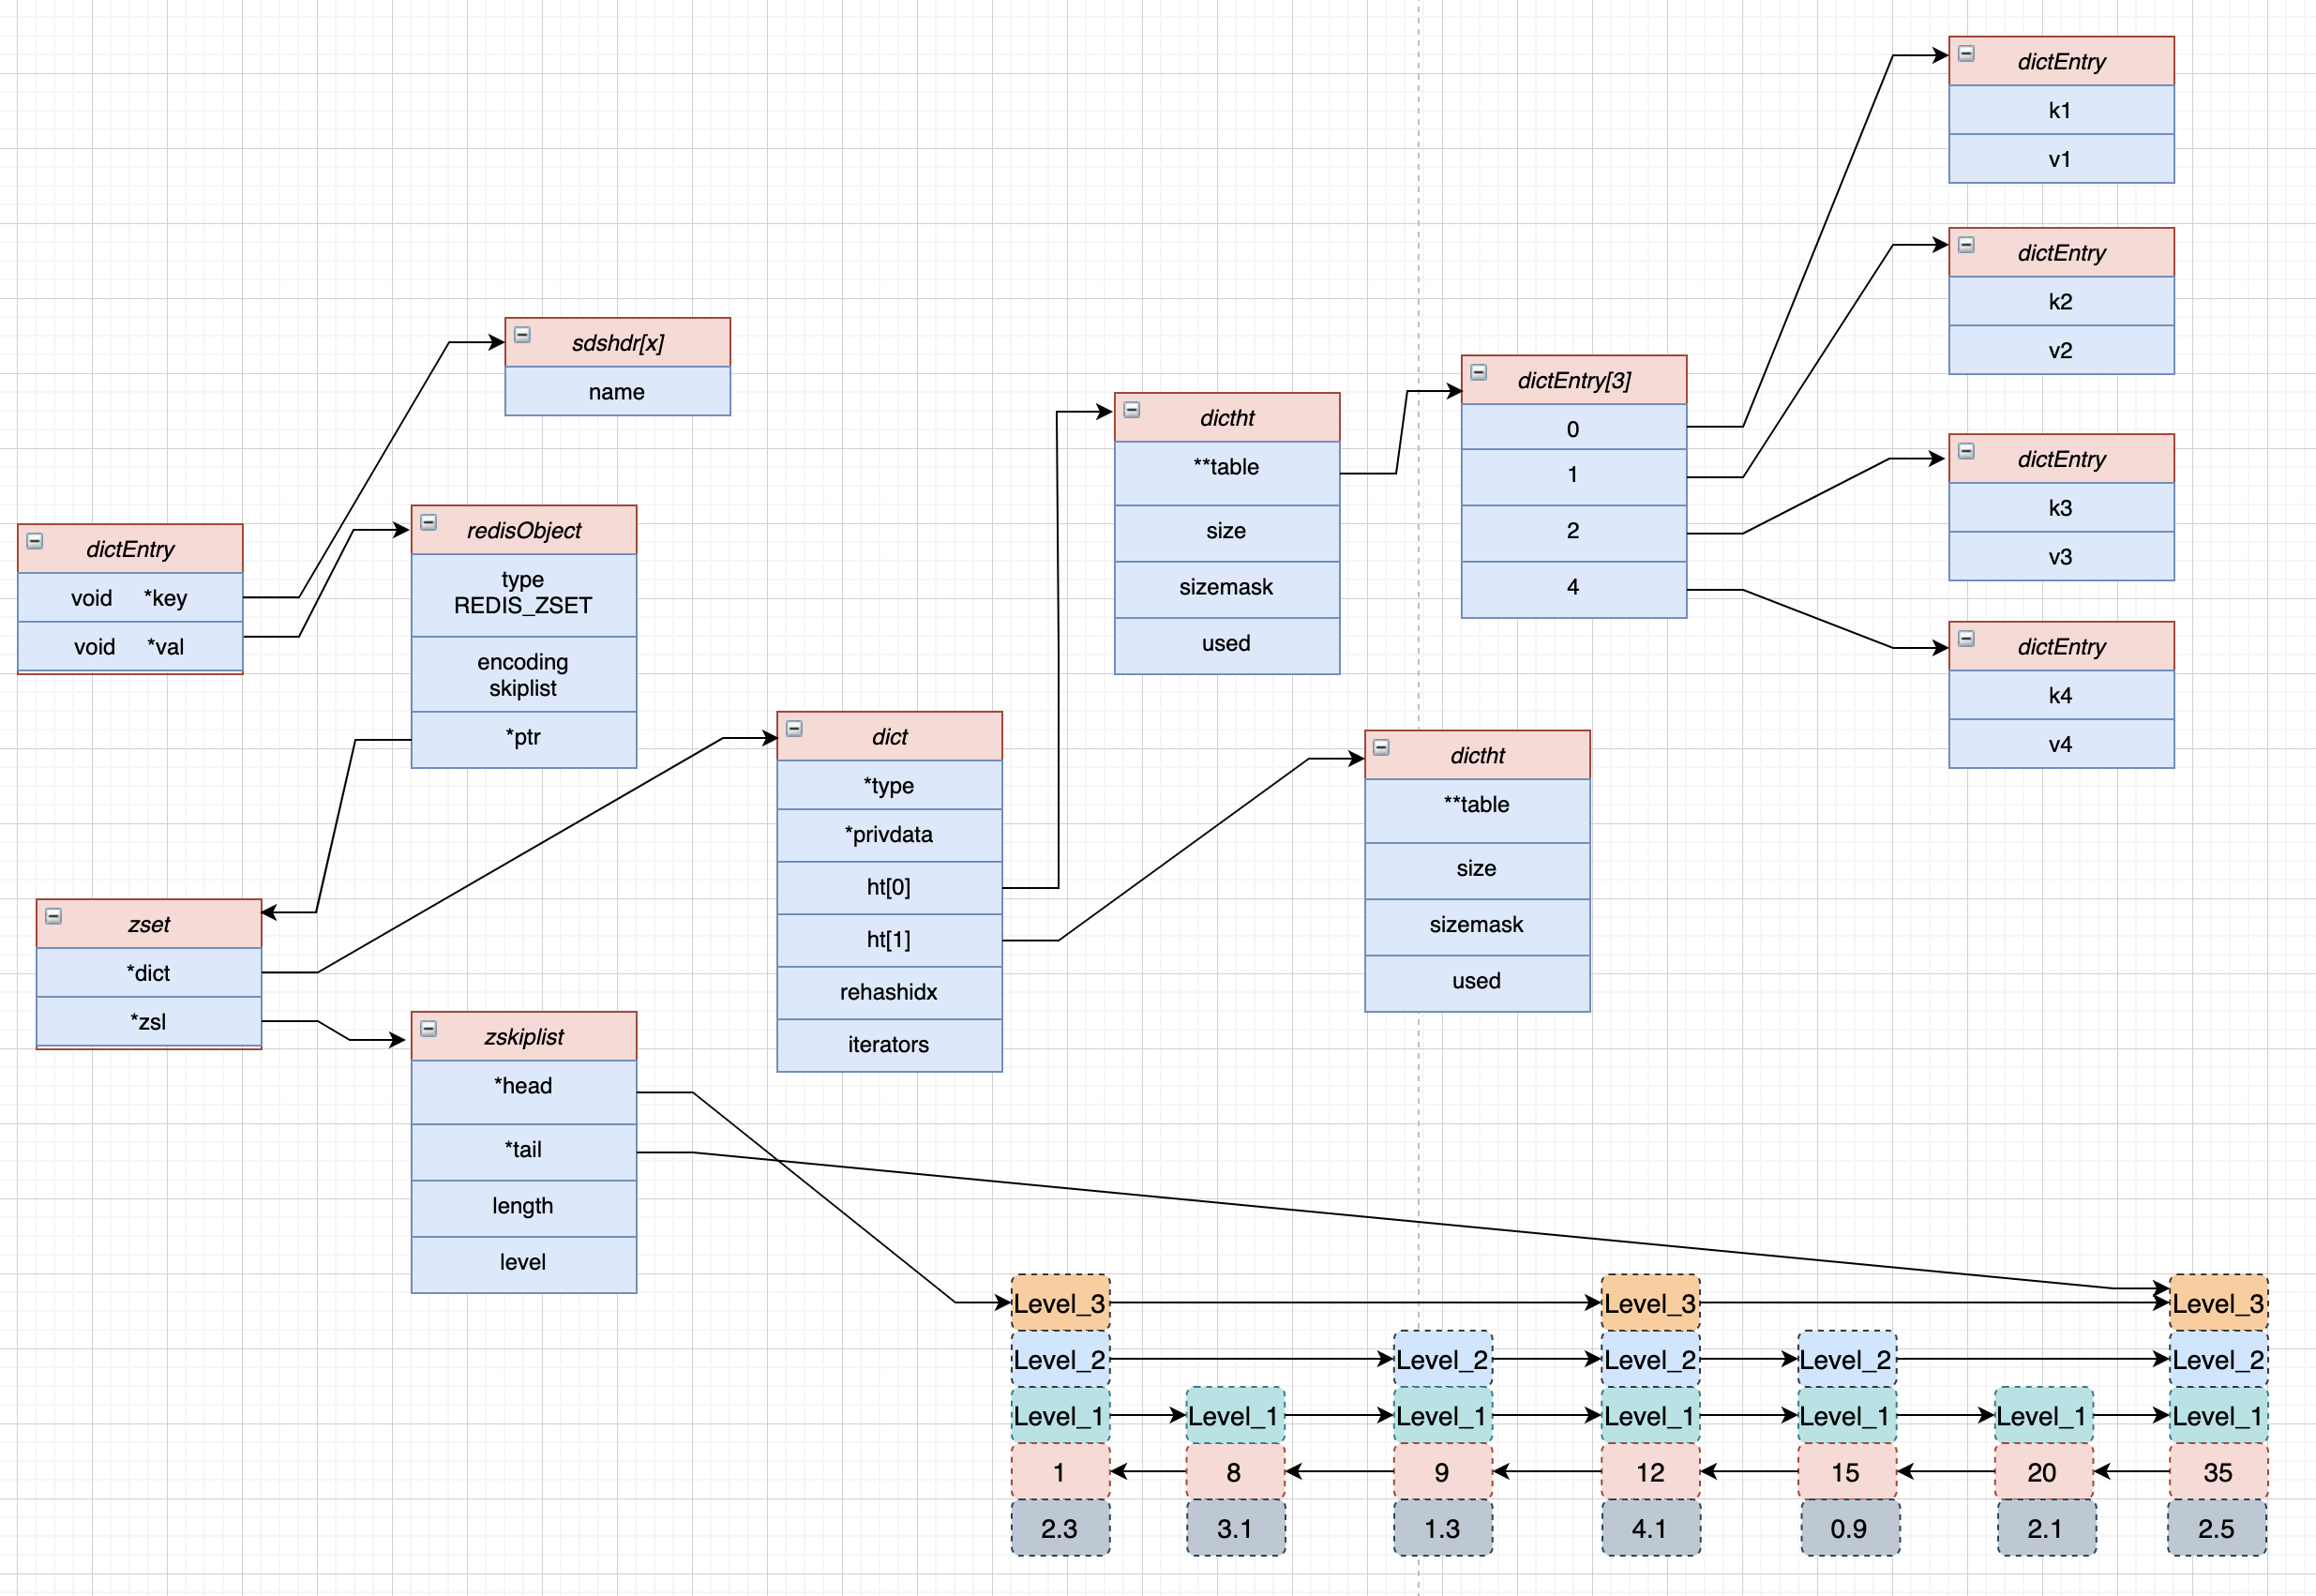 dictEntry
k1
v1
dictEntry
k2
v2
sdshdr[x]
name
dictEntry[3]
0
1
2
4
dictht
**table
size
sizemask
used
dictEntry
k3
v3
redisObject
type
REDIS_ZSET
encoding
skiplist
*ptr
dictEntry
void *key
void *val
dictEntry
k4
v4
dict
*type
*privdata
ht[0]
ht[1]
rehashidx
iterators
dictht
**table
size
sizemask
used
zset
*dict
*zsl
zskiplist
*head
*tail
length
level
Level_3 Level_3 Level_3
Level_2 Level_2 Level_2 Level_2 Level_2
Level_1 Level_1 Level_1 Level_1 Level_1 Level_1 Level_1
1 8 9 12 15 20 35
2.3 3.1 1.3 4.1 0.9 2.1 2.5